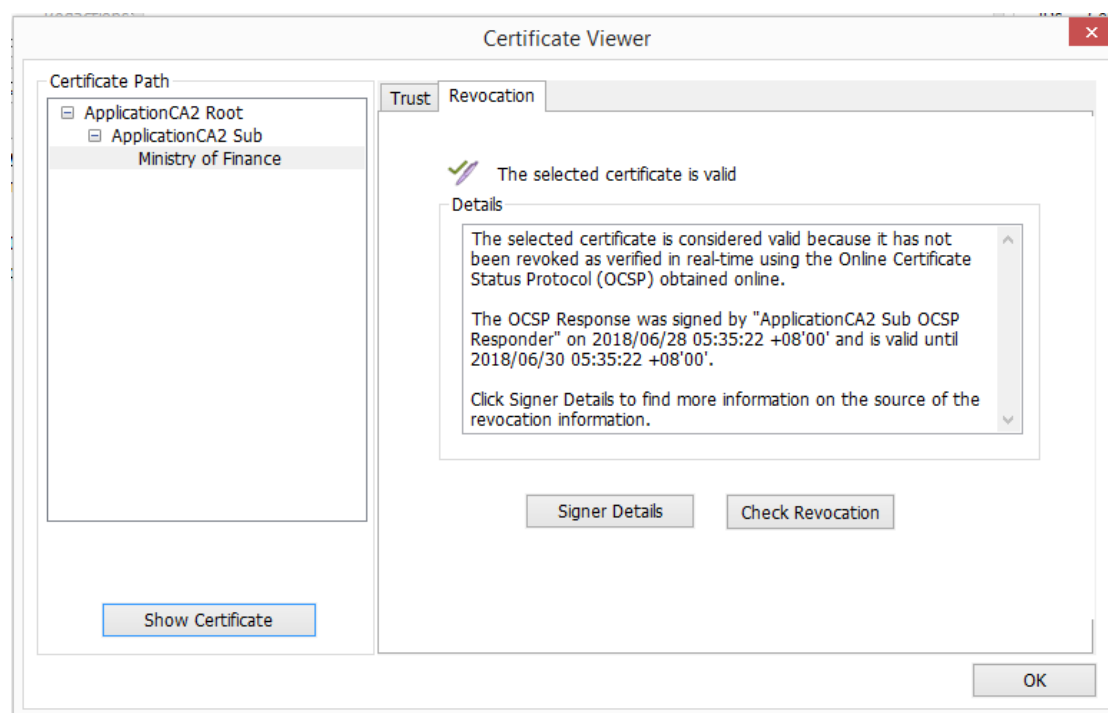 Certificate Viewer
Certificate Path
ApplicationCA2 Root
ApplicationCA2 Sub
Ministry of Finance
Trust
Revocation
The selected certificate is valid
Details
The selected certificate is considered valid because it has not
been revoked as verified in real-time using the Online Certificate
Status Protocol (OCSP) obtained online.
The OCSP Response was signed by "ApplicationCA2 Sub OCSP
Responder" on 2018/06/28 05:35:22 +08'00' and is valid until
2018/06/30 05:35:22 +08'00'.
Click Signer Details to find more information on the source of the
revocation information.
Signer Details
Check Revocation
Show Certificate
OK